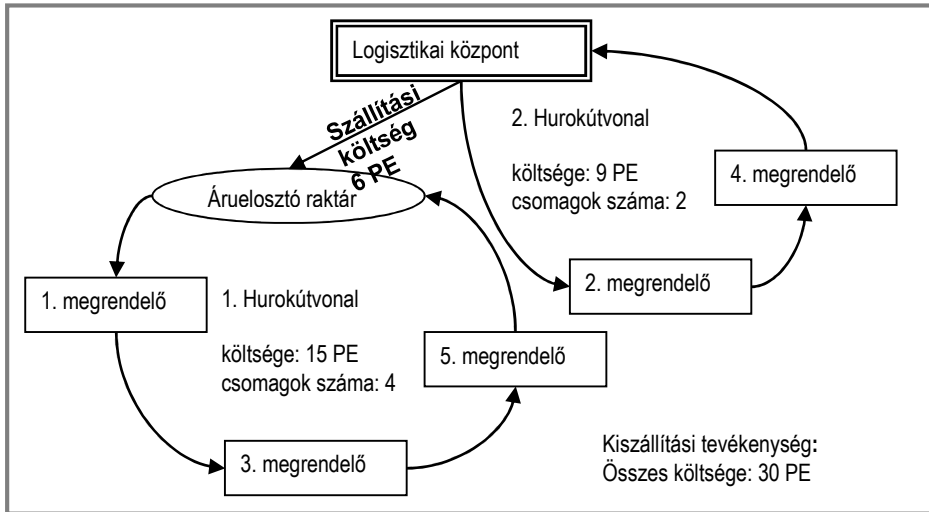 Logisztikai központ
Szállítási
költség
6 PE
2. Hurokútvonal
költsége: 9 PE
csomagok száma: 2
4. megrendelő
Áruelosztó raktár
2. megrendelő
1. megrendelő
1. Hurokútvonal
költsége: 15 PE
csomagok száma: 4
5. megrendelő
3. megrendelő
Kiszállítási tevékenység:
Összes költsége: 30 PE